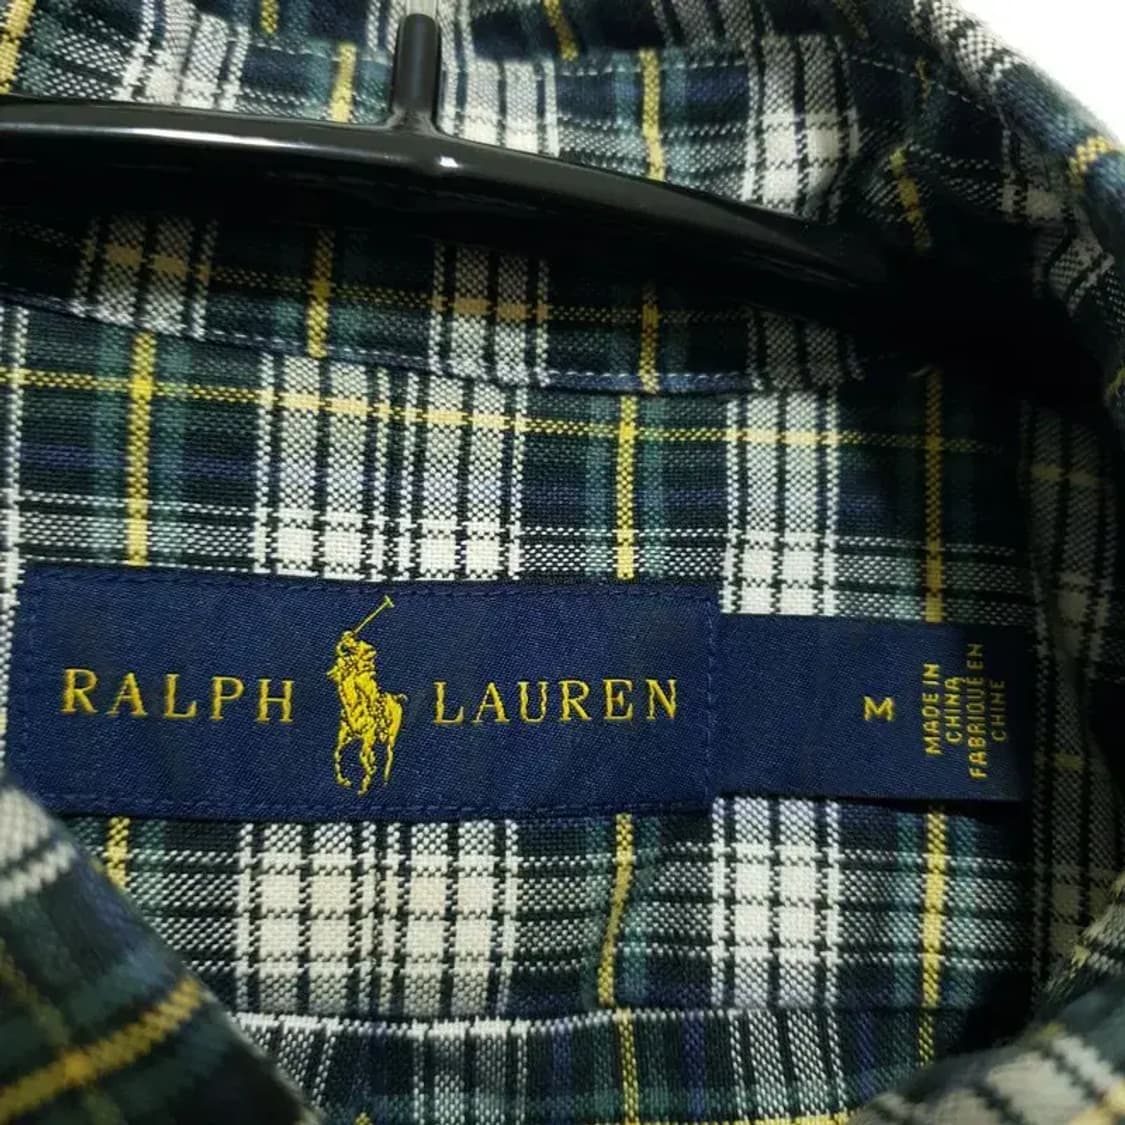 RALPH LAUREN
M
MADE IN
CHINA
FABRIQUÉ EN
CHINE